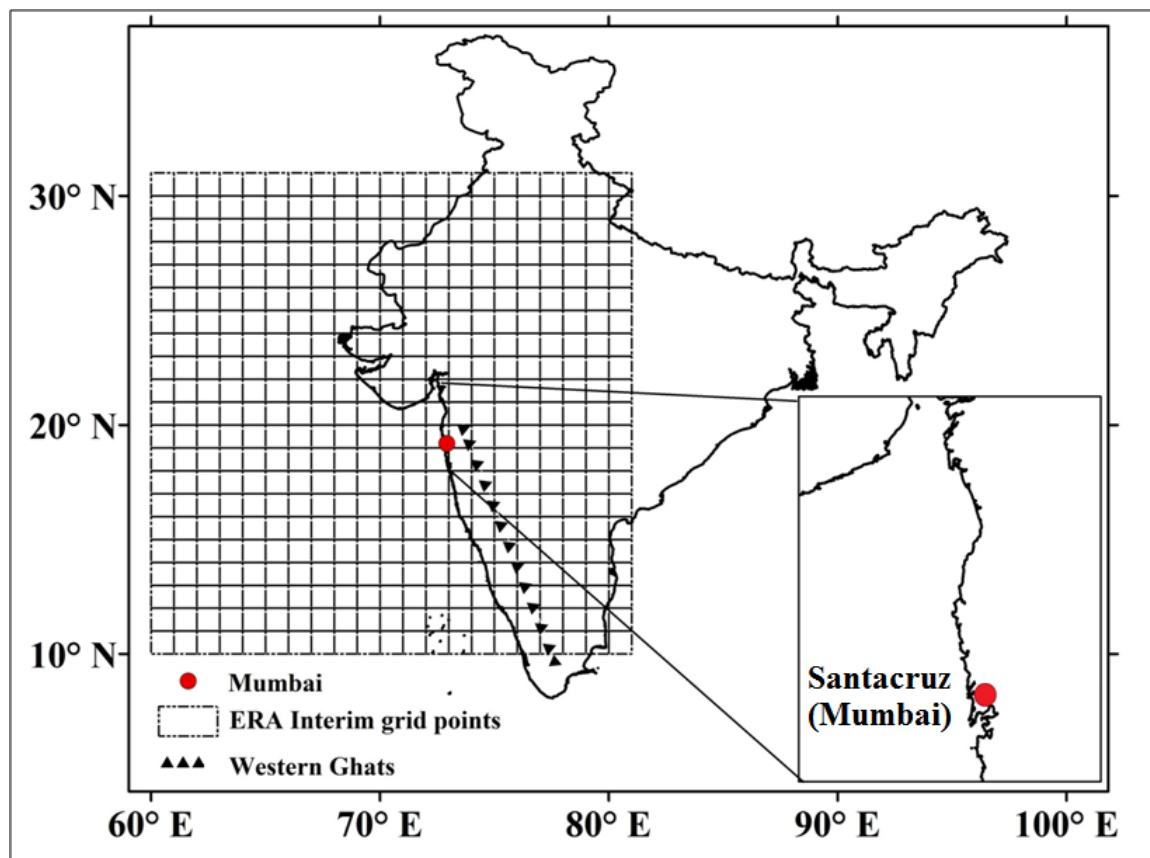 30° N
20° N
10° N
Santacruz
(Mumbai)
Mumbai
ERA Interim grid points
Western Ghats
60° E
70° E
80° E
90° E
100° E